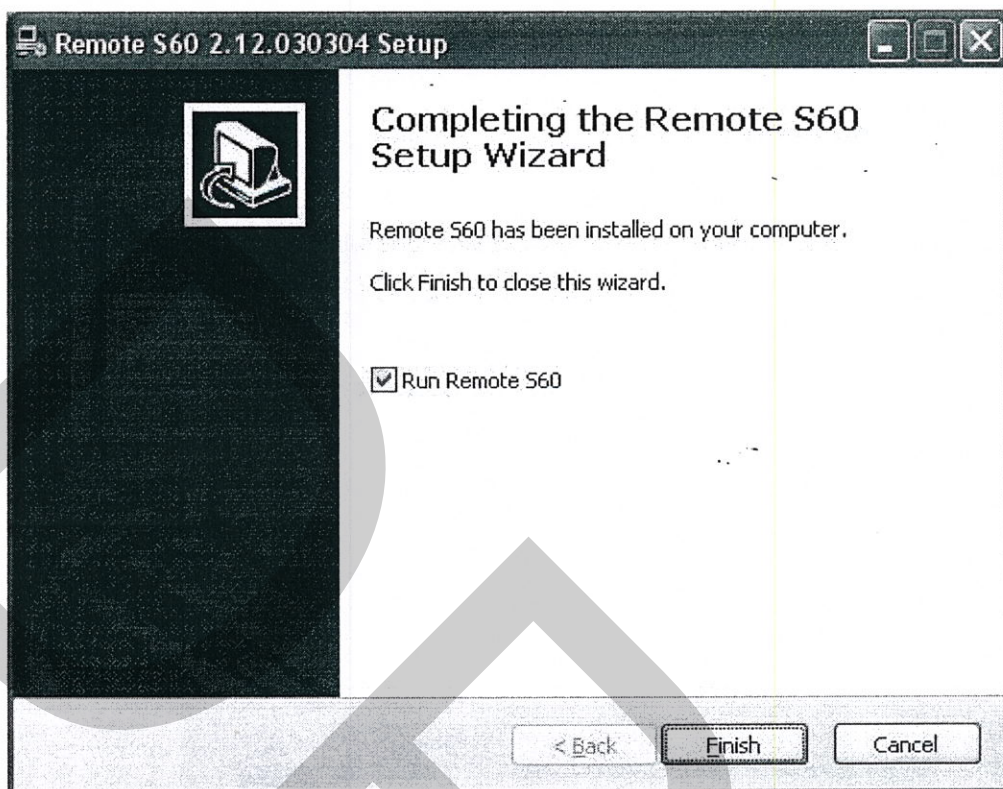 Remote S60 2.12.030304 Setup
Completing the Remote S60
Setup Wizard
Remote S60 has been installed on your computer.
Click Finish to close this wizard.
Run Remote S60
< Back
Finish
Cancel